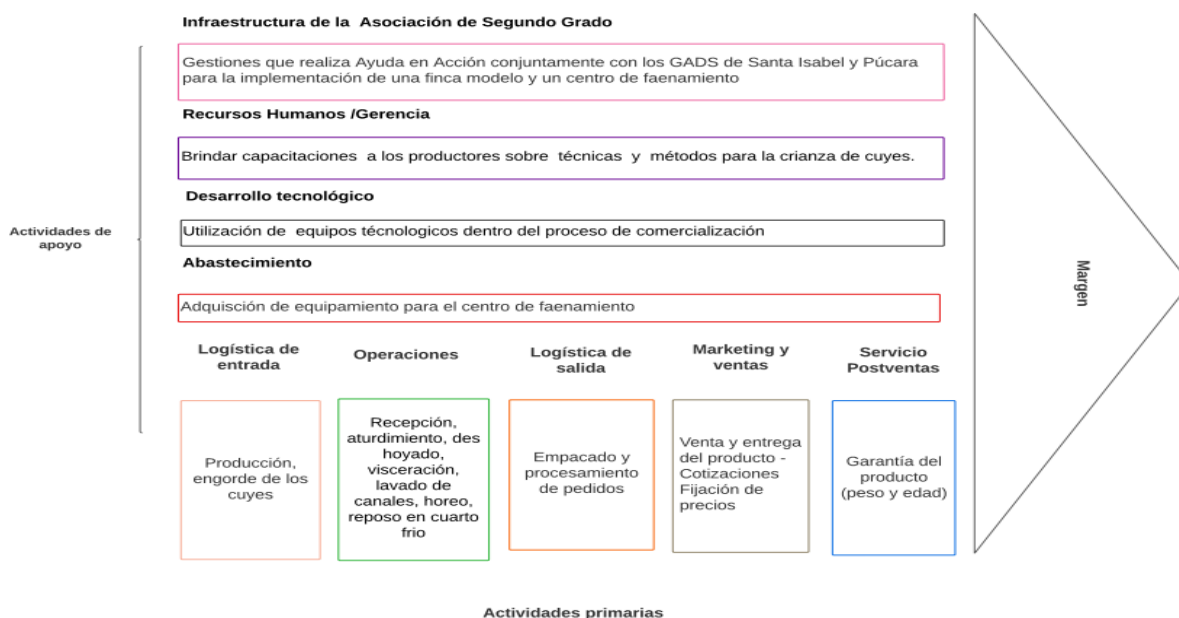 Infraestructura de la Asociación de Segundo Grado
Gestiones que realiza Ayuda en Acción conjuntamente con los GADS de Santa Isabel y Púcara
para la implementación de una finca modelo y un centro de faenamiento
Recursos Humanos /Gerencia
Brindar capacitaciones a los productores sobre técnicas y métodos para la crianza de cuyes.
Desarrollo tecnológico
Actividades de
apoyo
Utilización de equipos técnologicos dentro del proceso de comercialización
Abastecimiento
Adquisción de equipamiento para el centro de faenamiento
Margen
Logística de
entrada
Operaciones
Logística de
salida
Marketing y
ventas
Servicio
Postventas
Producción,
engorde de los
cuyes
Recepción,
aturdimiento, des
hoyado,
visceración,
lavado de
canales, horeo,
reposo en cuarto
frio
Empacado y
procesamiento
de pedidos
Venta y entrega
del producto -
Cotizaciones
Fijación de
precios
Garantía del
producto
(peso y edad)
Actividades primarias